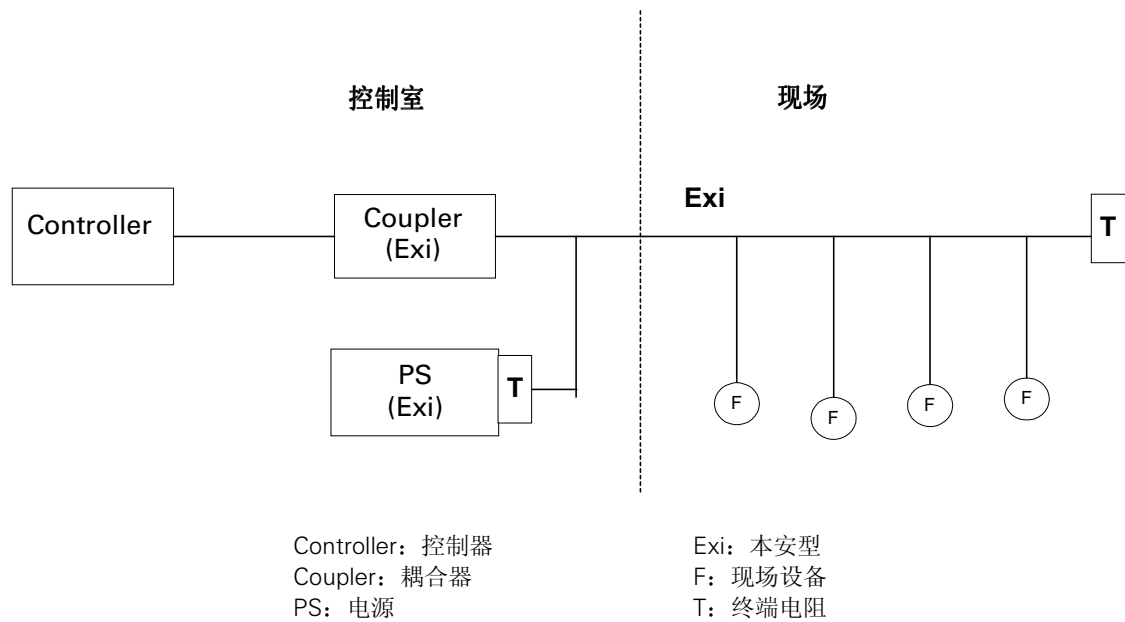 控制室
现场
Exi
Controller
Coupler
(Exi)
T
PS
(Exi)
T
F
F
F
F
Controller：控制器
Coupler：耦合器
PS：电源
Exi：本安型
F：现场设备
T：终端电阻